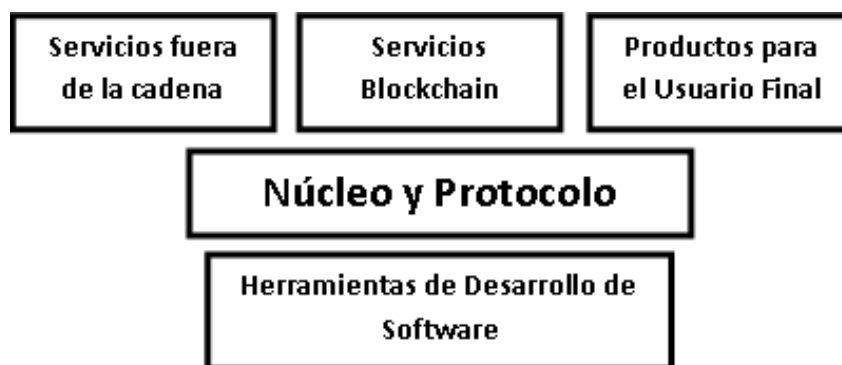 Servicios fuera
de la cadena
Servicios
Blockchain
Productos para
el Usuario Final
Núcleo y Protocolo
Herramientas de Desarrollo de
Software